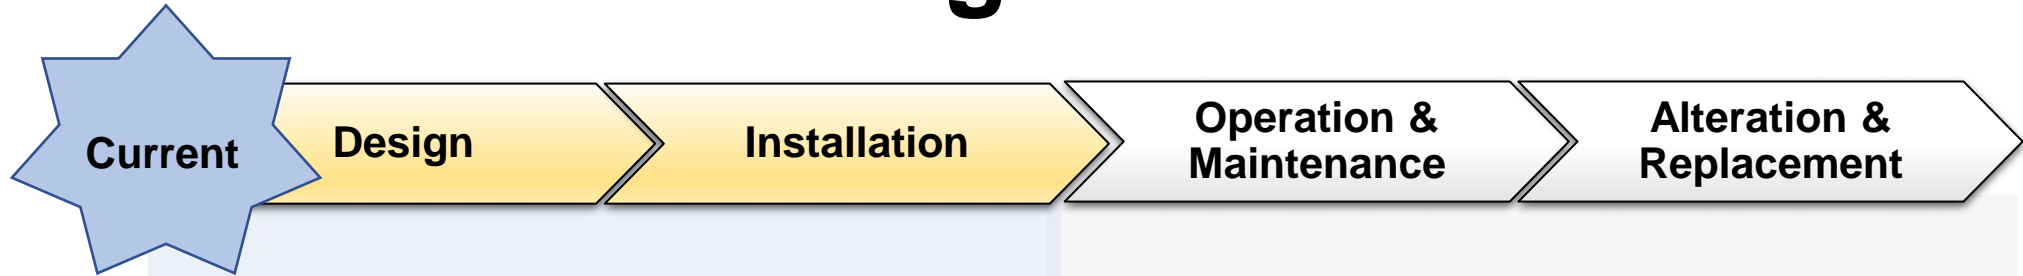 Current
Design
Installation
Operation &
Maintenance
Alteration &
Replacement